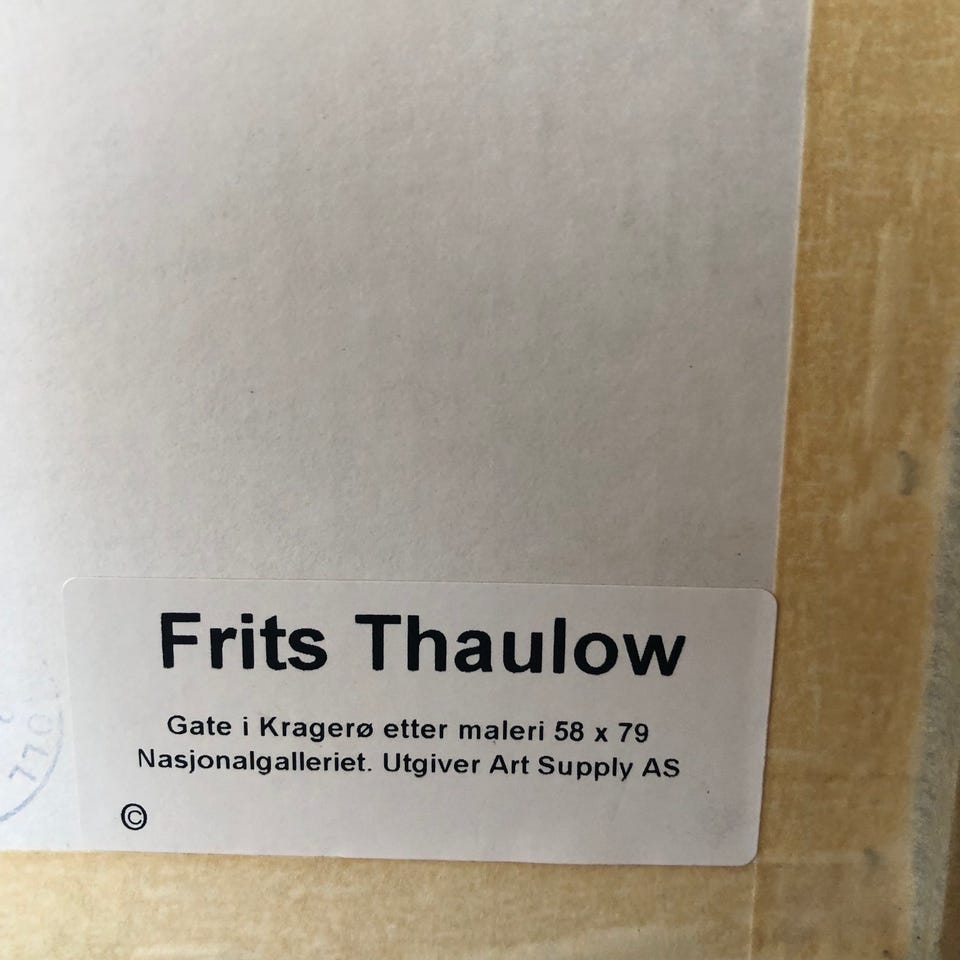 Frits Thaulow
Gate i Kragerø etter maleri 58 x 79
Nasjonalgalleriet. Utgiver Art Supply AS
©